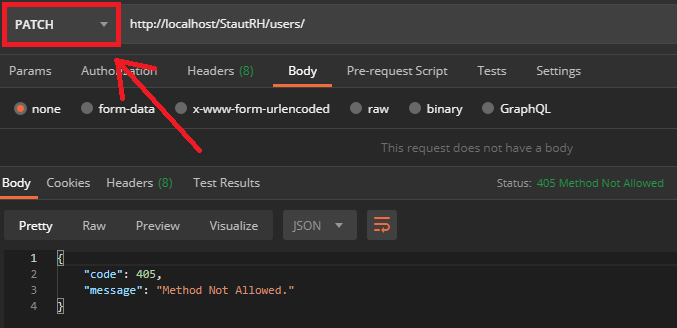 PATCH http://localhost/StautRH/users/
Params Authorization Headers (8) Body Pre-request Script Tests Settings
none form-data x-www-form-urlencoded raw binary GraphQL
This request does not have a body
Body Cookies Headers (8) Test Results Status: 405 Method Not Allowed
Pretty Raw Preview Visualize JSON
1 {
2 "code": 405,
3 "message": "Method Not Allowed."
4 }